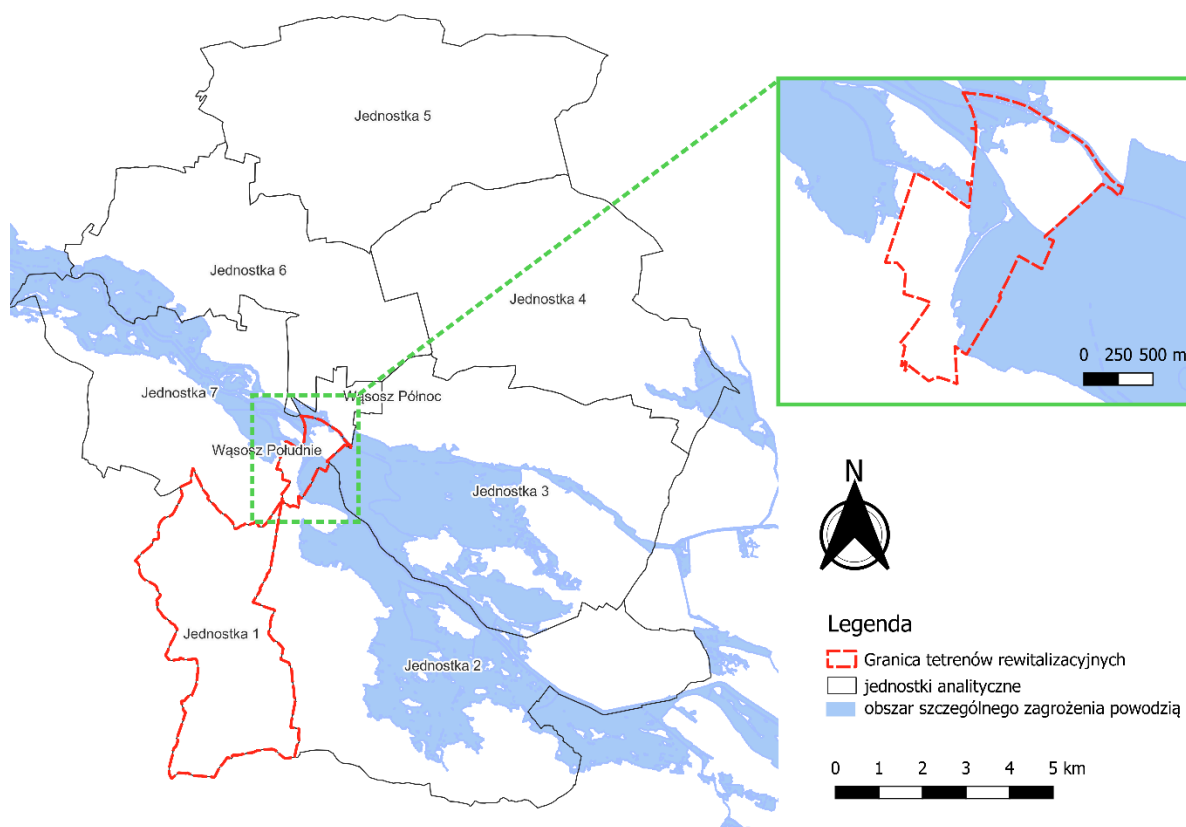 Jednostka 5
Jednostka 6
Jednostka 4
Jednostka 7
Wąsosz Północ
Wąsosz Południe
Jednostka 3
Jednostka 1
Jednostka 2
0 250 500 m
N
Legenda
Granica tetrenów rewitalizacyjnych
jednostki analityczne
obszar szczególnego zagrożenia powodzią
0 1 2 3 4 5 km